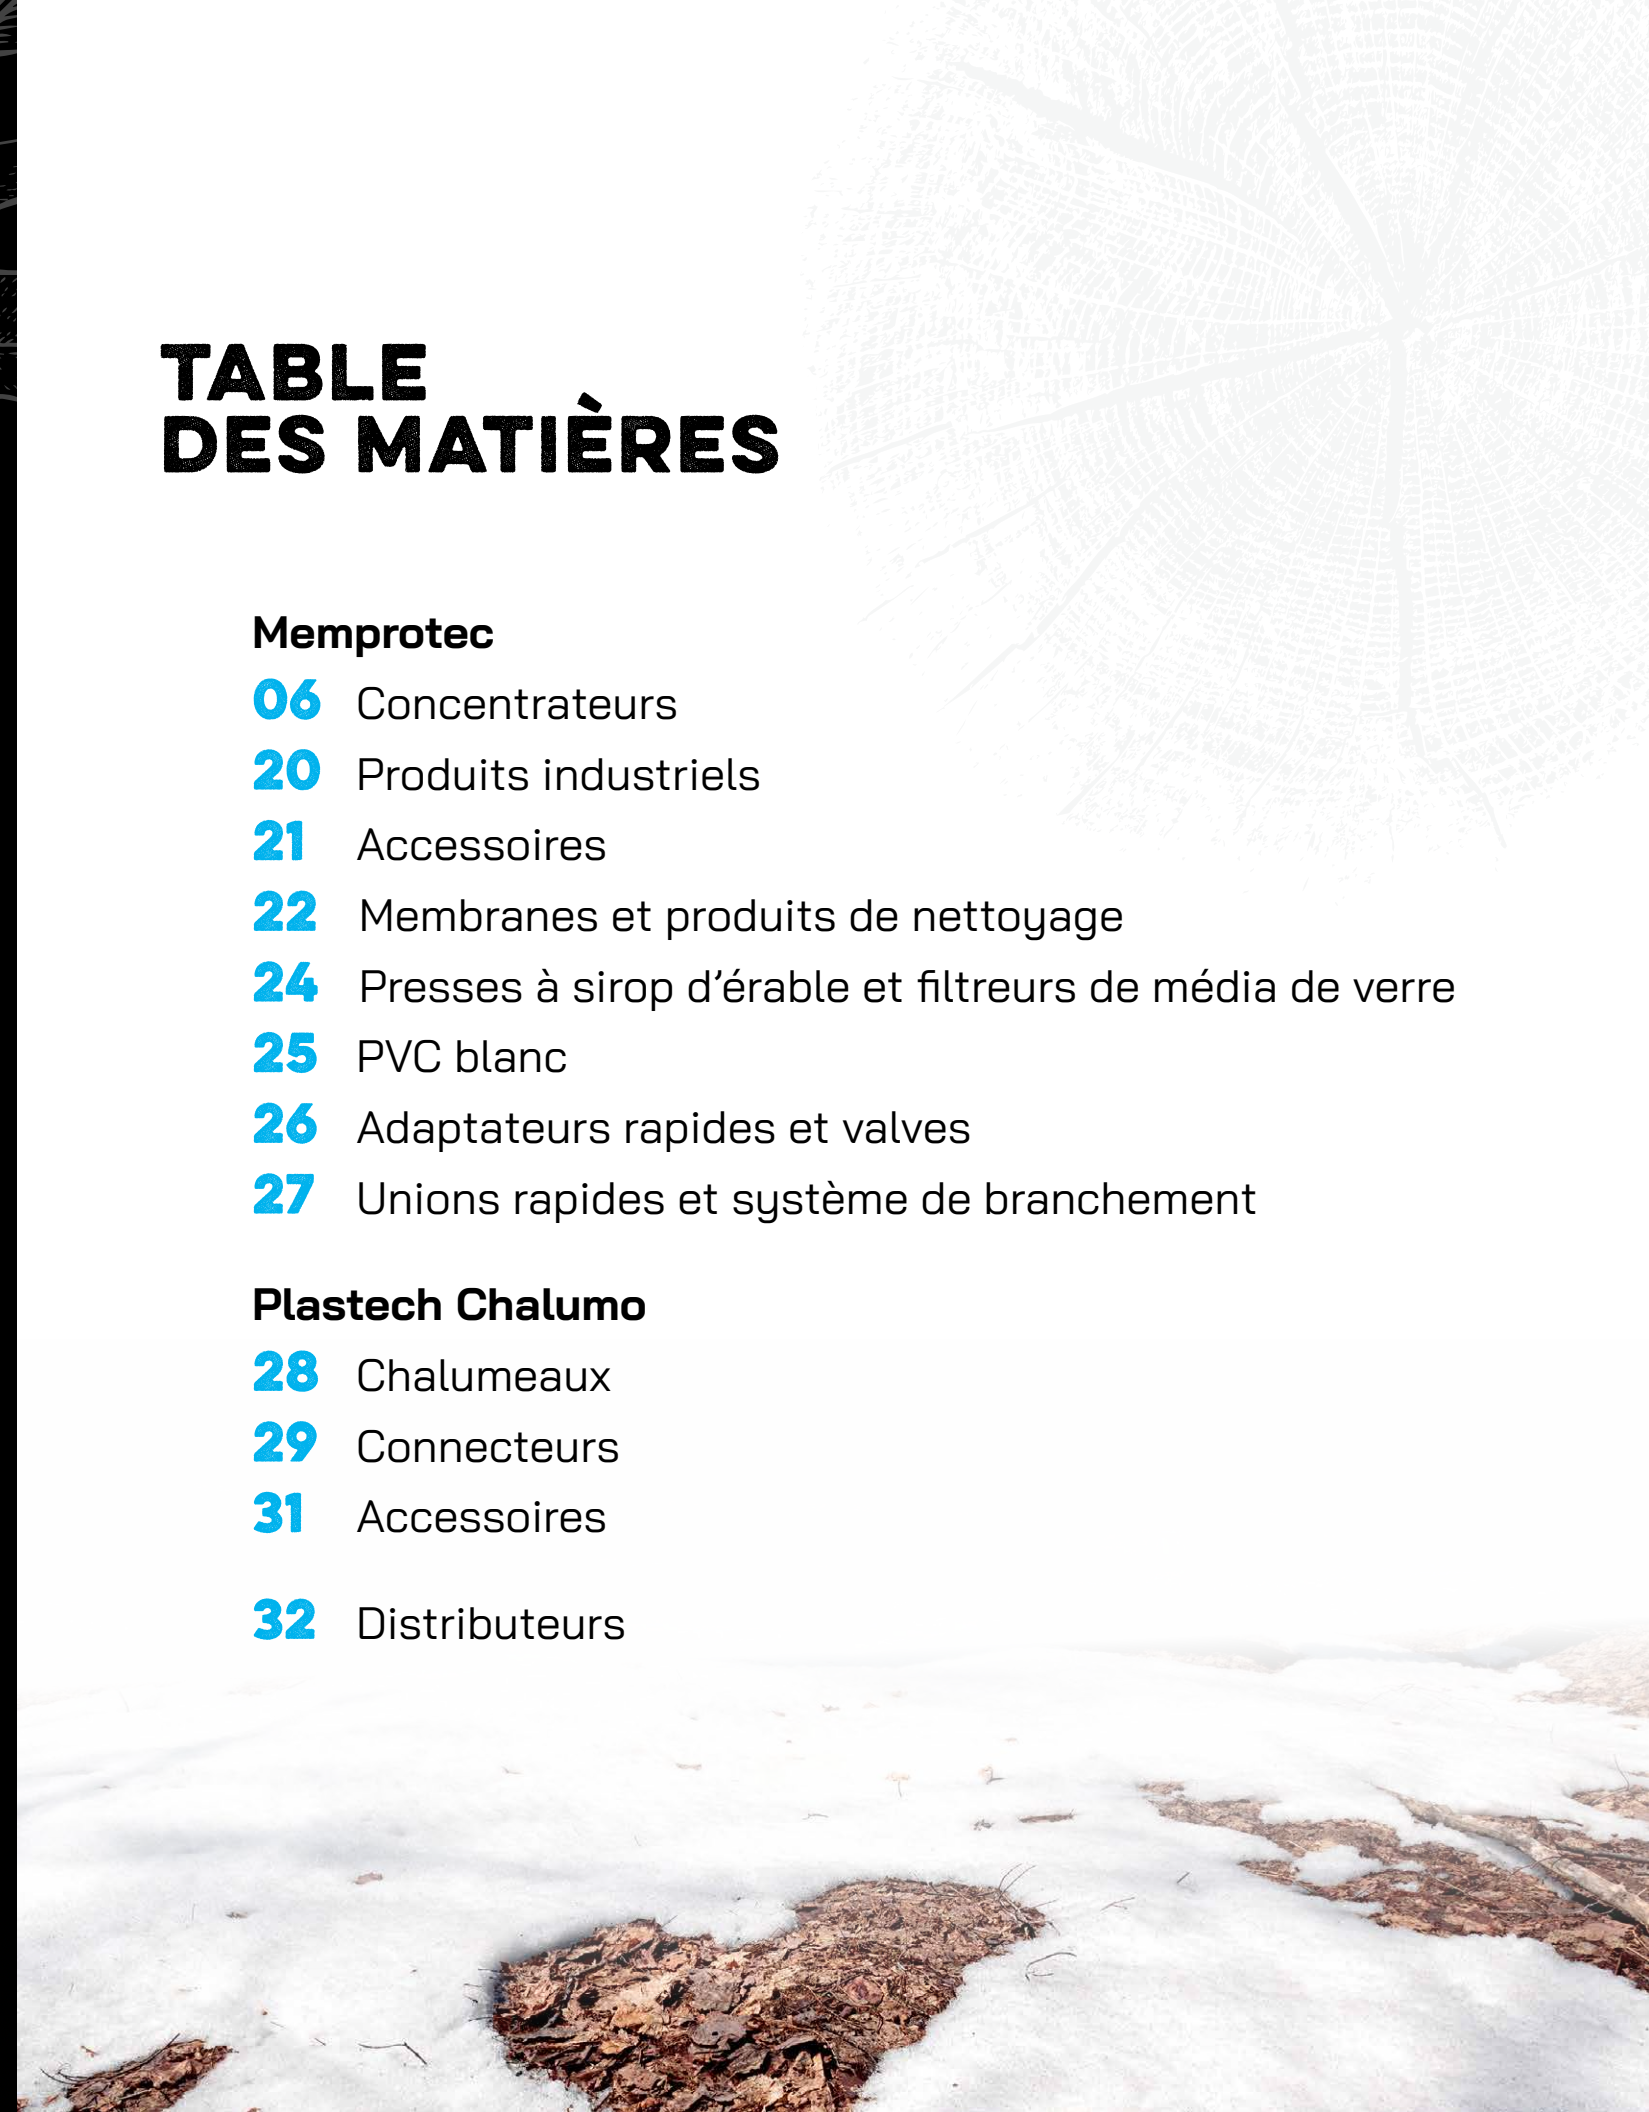 TABLE
DES MATIÈRES
Memprotec
06 Concentrateurs
20 Produits industriels
21 Accessoires
22 Membranes et produits de nettoyage
24 Presses à sirop d’érable et filtreurs de média de verre
25 PVC blanc
26 Adaptateurs rapides et valves
27 Unions rapides et système de branchement
Plastech Chalumo
28 Chalumeaux
29 Connecteurs
31 Accessoires
32 Distributeurs